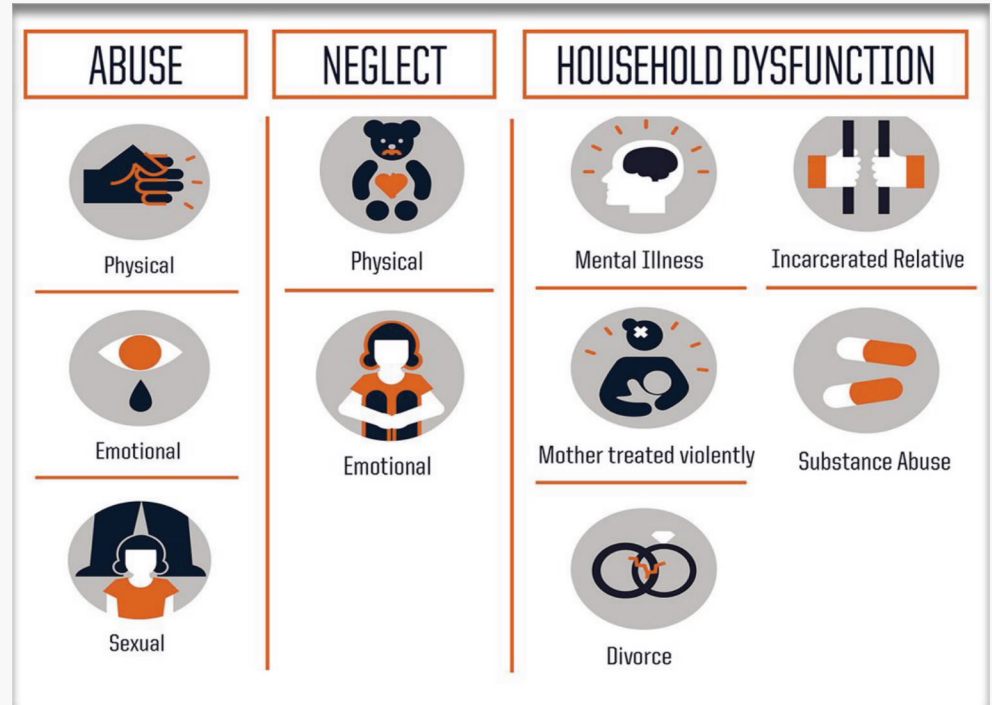 ABUSE
NEGLECT
HOUSEHOLD DYSFUNCTION
Physical
Emotional
Sexual
Physical
Emotional
Mental Illness
Incarcerated Relative
Mother treated violently
Substance Abuse
Divorce